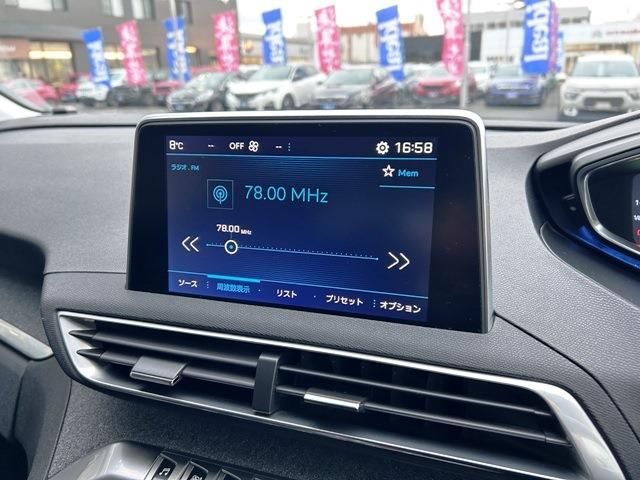 8°C -- OFF -- 16:58
ラジオ . FM
Mem
78.00 MHz
78.00 MHz
ソース 周波数表示 リスト プリセット オプション